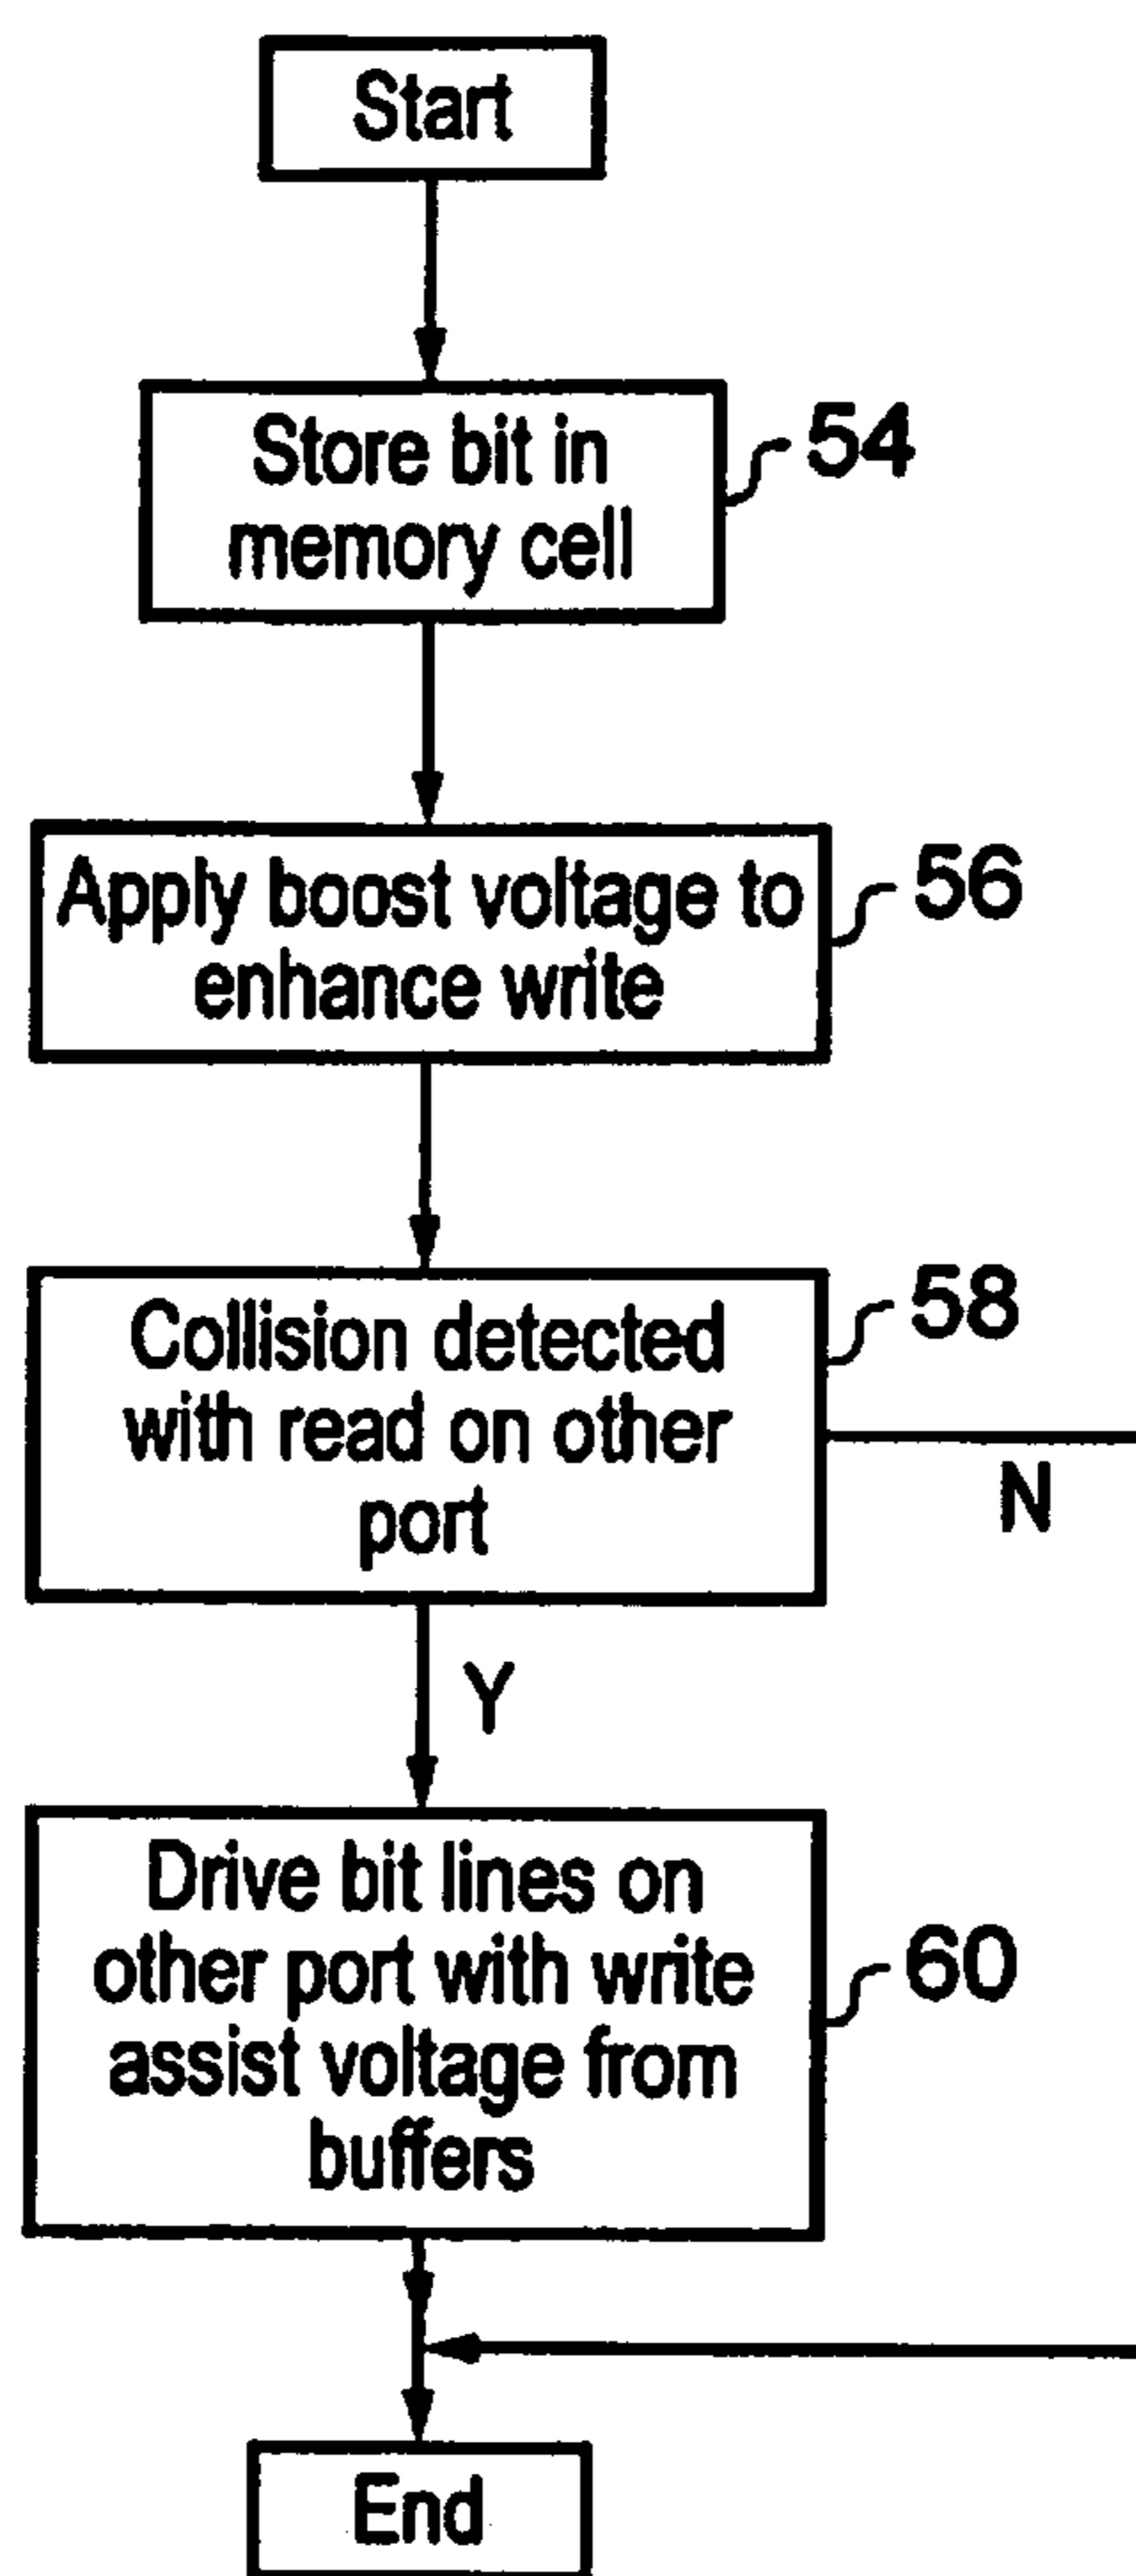 Start
Store bit in
memory cell
54
Apply boost voltage to
enhance write
56
Collision detected
with read on other
port
58
N
Y
Drive bit lines on
other port with write
assist voltage from
buffers
60
End